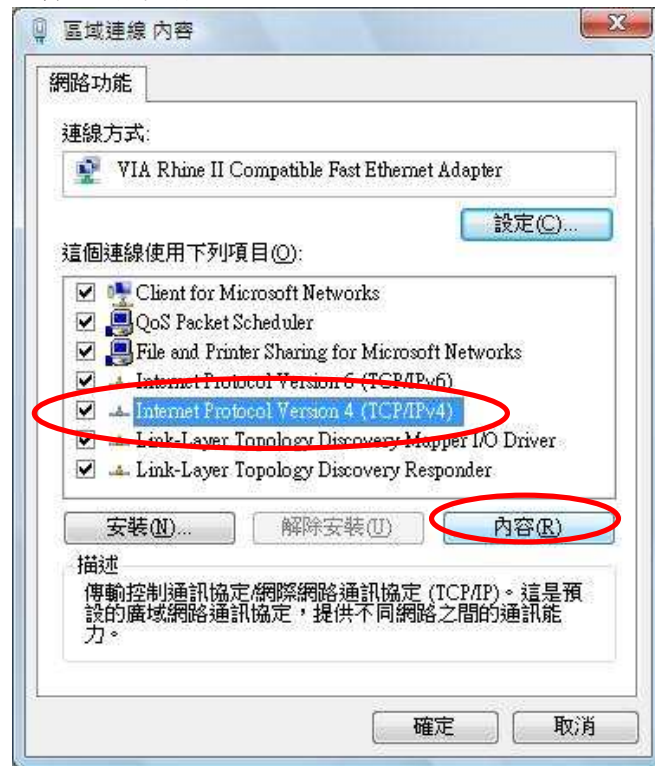 區域連線 內容
網路功能
連線方式:
VIA Rhine II Compatible Fast Ethernet Adapter
設定(C)...
這個連線使用下列項目(O):
Client for Microsoft Networks
QoS Packet Scheduler
File and Printer Sharing for Microsoft Networks
Internet Protocol Version 6 (TCP/IPv6)
Internet Protocol Version 4 (TCP/IPv4)
Link-Layer Topology Discovery Mapper I/O Driver
Link-Layer Topology Discovery Responder
安裝(N)... 解除安裝(U) 內容(R)
描述
傳輸控制通訊協定/網際網路通訊協定 (TCP/IP)。這是預
設的廣域網路通訊協定，提供不同網路之間的通訊能
力。
確定 取消